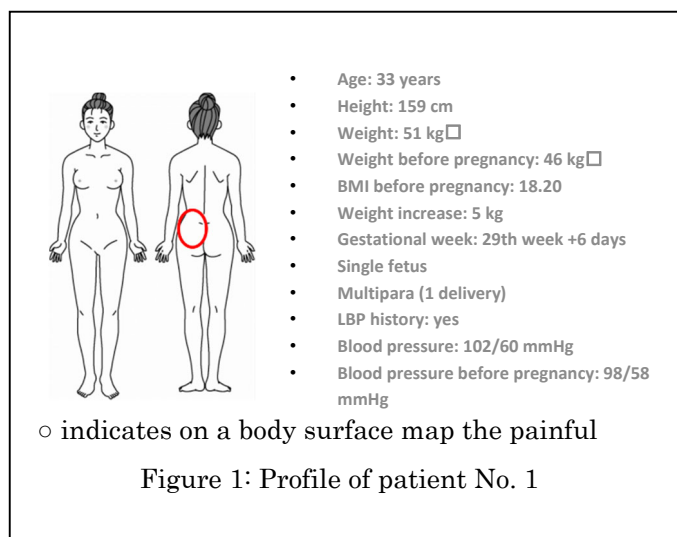 • Age: 33 years
• Height: 159 cm
• Weight: 51 kg□
• Weight before pregnancy: 46 kg□
• BMI before pregnancy: 18.20
• Weight increase: 5 kg
• Gestational week: 29th week +6 days
• Single fetus
• Multipara (1 delivery)
• LBP history: yes
• Blood pressure: 102/60 mmHg
• Blood pressure before pregnancy: 98/58
mmHg
○ indicates on a body surface map the painful
Figure 1: Profile of patient No. 1